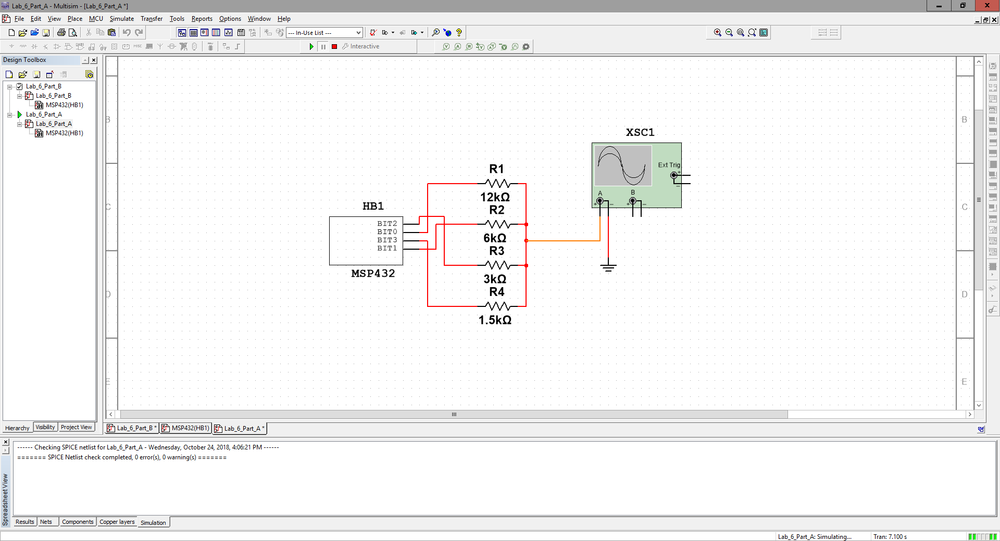 Lab_6_Part_A - Multisim - [Lab_6_Part_A *]
File Edit View Place MCU Simulate Transfer Tools Reports Options Window Help
--- In-Use List ---
MISC
Interactive
Design Toolbox
Lab_6_Part_B
Lab_6_Part_B
MSP432(HB1)
Lab_6_Part_A
Lab_6_Part_A
MSP432(HB1)
B B
C C
D D
E E
XSC1
Ext Trig
A B
+ − + − + −
R1
12kΩ
R2
6kΩ
R3
3kΩ
R4
1.5kΩ
HB1
BIT2
BIT0
BIT3
BIT1
MSP432
Hierarchy Visibility Project View
Lab_6_Part_B * MSP432(HB1) Lab_6_Part_A *
------ Checking SPICE netlist for Lab_6_Part_A - Wednesday, October 24, 2018, 4:06:21 PM ------
======= SPICE Netlist check completed, 0 error(s), 0 warning(s) =======
Spreadsheet View
Results Nets Components Copper layers Simulation
Lab_6_Part_A: Simulating... Tran: 7.100 s